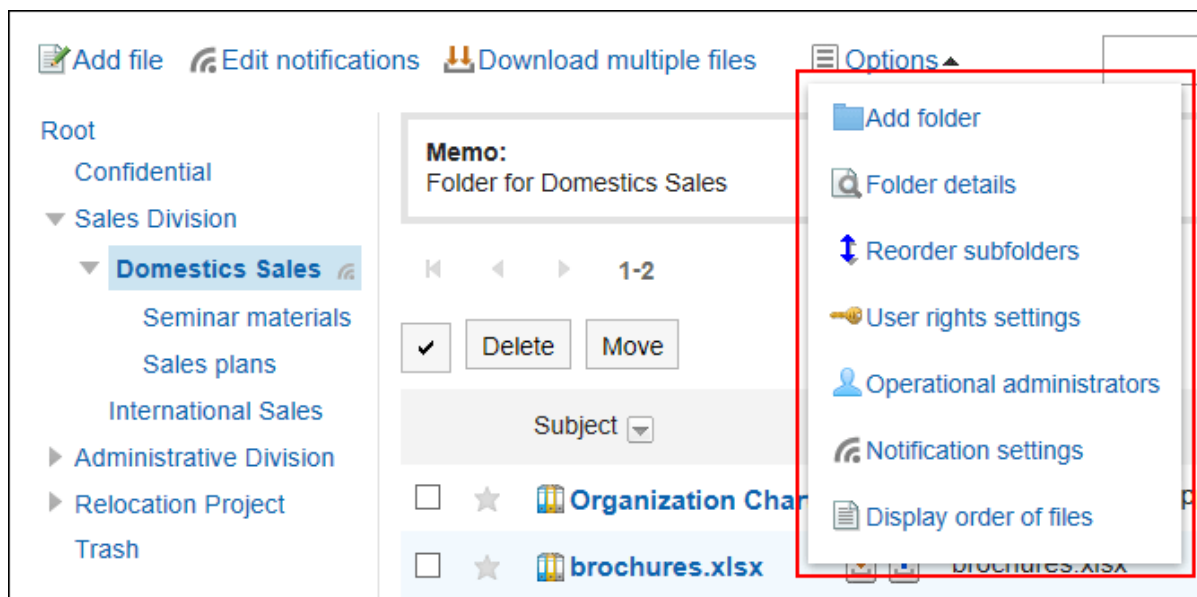 Add file Edit notifications Download multiple files Options
Root
Confidential
Sales Division
Domestics Sales
Seminar materials
Sales plans
International Sales
Administrative Division
Relocation Project
Trash
Memo:
Folder for Domestics Sales
1-2
Delete Move
Subject
Organization Char
brochures.xlsx brochures.xlsx
Add folder
Folder details
Reorder subfolders
User rights settings
Operational administrators
Notification settings
Display order of files